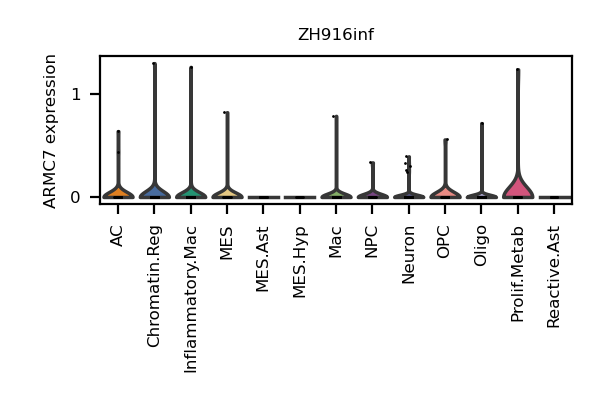 ZH916inf
ARMC7 expression
1
0
AC
Chromatin.Reg
Inflammatory.Mac
MES
MES.Ast
MES.Hyp
Mac
NPC
Neuron
OPC
Oligo
Prolif.Metab
Reactive.Ast